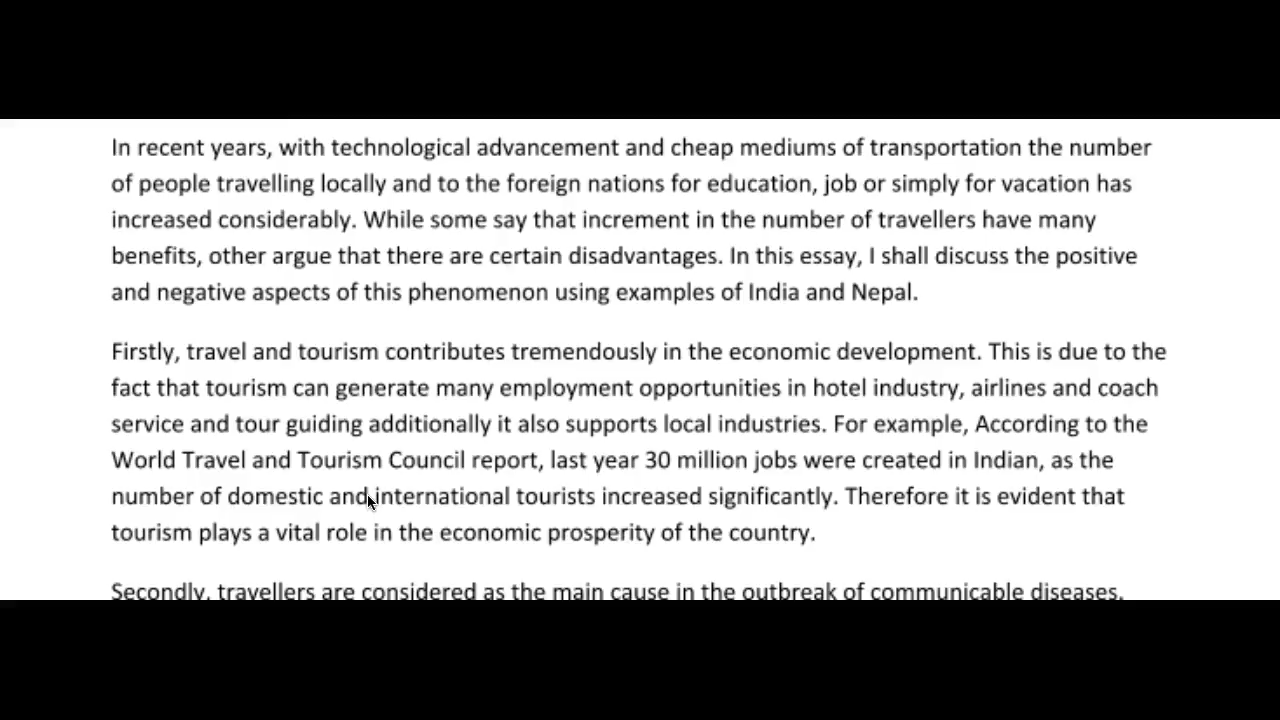 In recent years, with technological advancement and cheap mediums of transportation the number
of people travelling locally and to the foreign nations for education, job or simply for vacation has
increased considerably. While some say that increment in the number of travellers have many
benefits, other argue that there are certain disadvantages. In this essay, I shall discuss the positive
and negative aspects of this phenomenon using examples of India and Nepal.
Firstly, travel and tourism contributes tremendously in the economic development. This is due to the
fact that tourism can generate many employment opportunities in hotel industry, airlines and coach
service and tour guiding additionally it also supports local industries. For example, According to the
World Travel and Tourism Council report, last year 30 million jobs were created in Indian, as the
number of domestic and international tourists increased significantly. Therefore it is evident that
tourism plays a vital role in the economic prosperity of the country.
Secondly, travellers are considered as the main cause in the outbreak of communicable diseases.